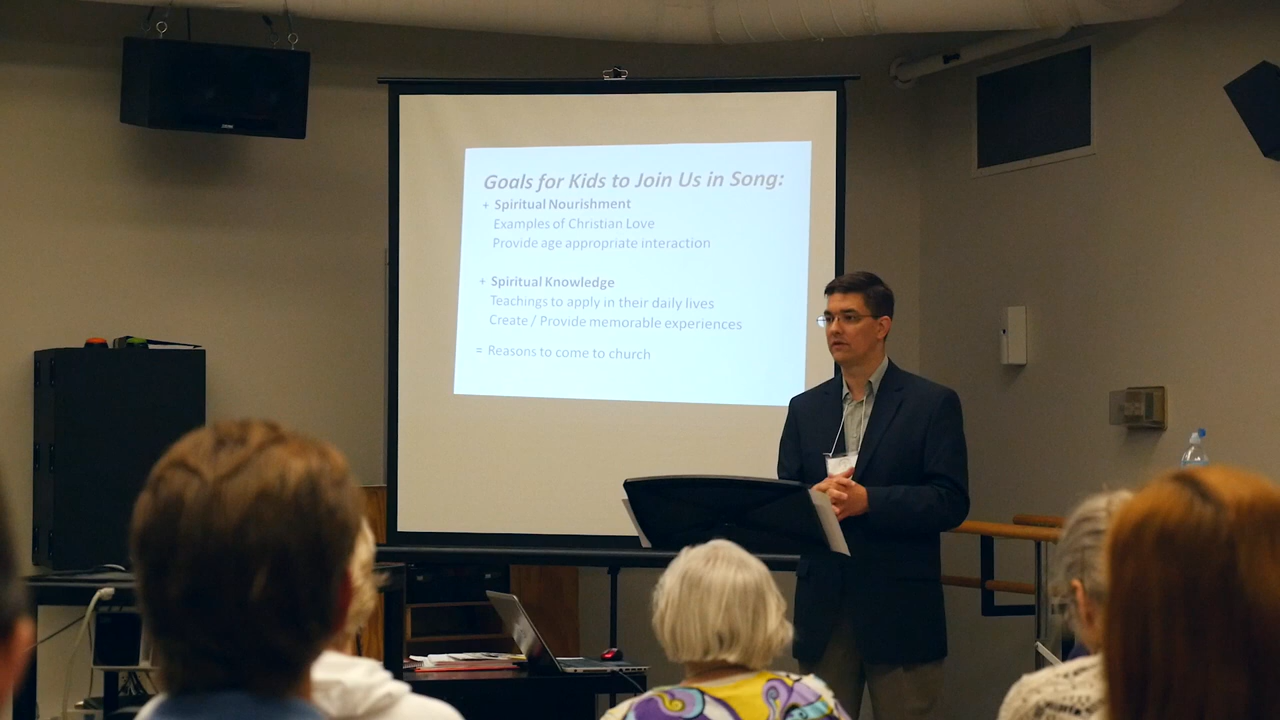 Goals for Kids to Join Us in Song:
+ Spiritual Nourishment
Examples of Christian Love
Provide age appropriate interaction
+ Spiritual Knowledge
Teachings to apply in their daily lives
Create / Provide memorable experiences
= Reasons to come to church